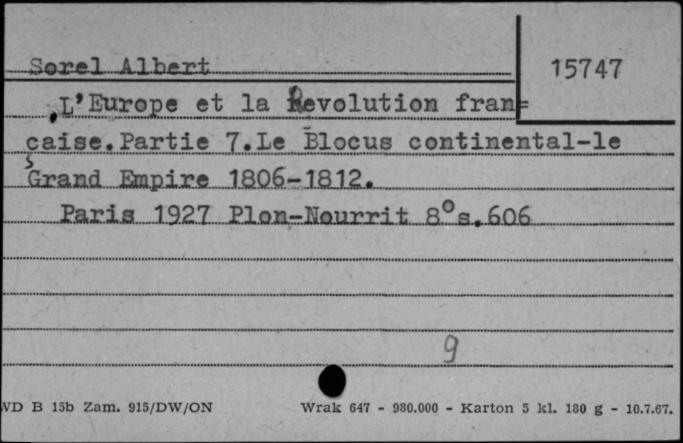 Sorel Albert
15747
L'Europe et la Revolution fran=
çaise.Partie 7.Le Blocus continental-le
Grand Empire 1806-1812.
Paris 1927 Plon-Nourrit 8°s.606
9
WD B 15b Zam. 915/DW/ON
Wrak 647 - 980.000 - Karton 5 kl. 180 g - 10.7.67.